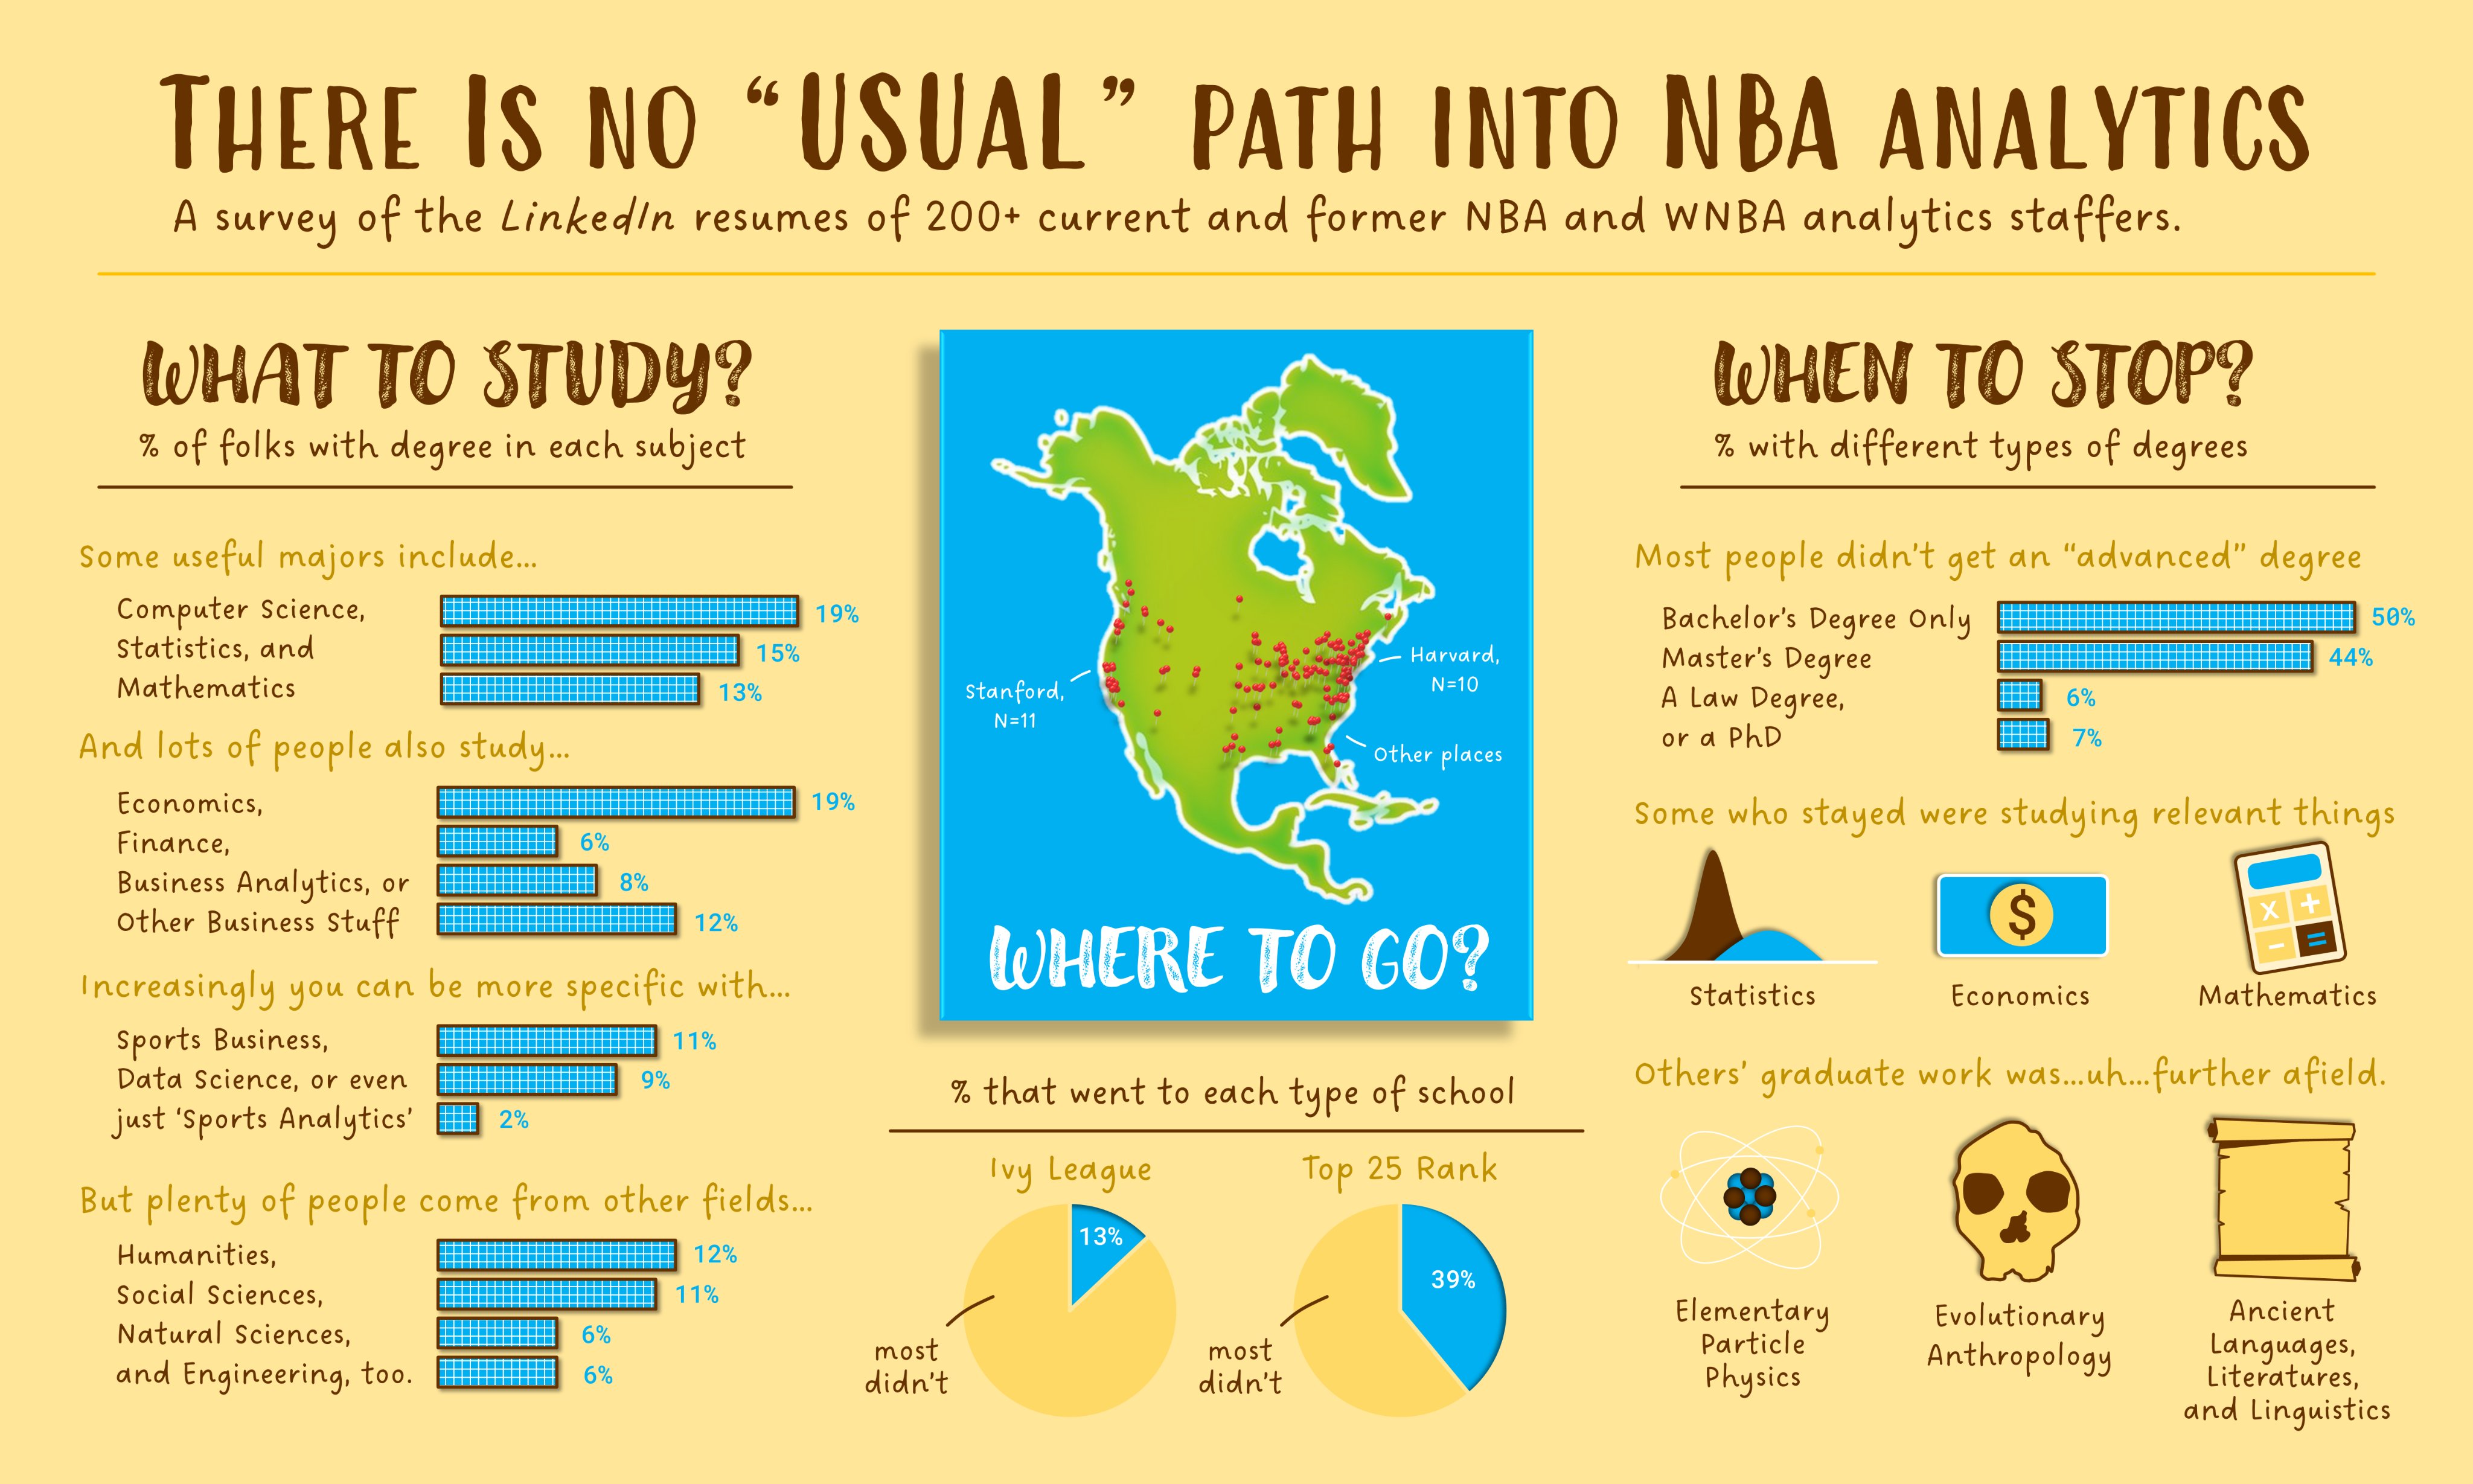 THERE IS NO “USUAL” PATH INTO NBA ANALYTICS
A survey of the LinkedIn resumes of 200+ current and former NBA and WNBA analytics staffers.
WHAT TO STUDY?
% of folks with degree in each subject
Some useful majors include...
Computer Science, 19%
Statistics, and 15%
Mathematics 13%
And lots of people also study...
Economics, 19%
Finance, 6%
Business Analytics, or 8%
Other Business Stuff 12%
Increasingly you can be more specific with...
Sports Business, 11%
Data Science, or even 9%
just ‘Sports Analytics’ 2%
But plenty of people come from other fields...
Humanities, 12%
Social Sciences, 11%
Natural Sciences, 6%
and Engineering, too. 6%
Stanford,
N=11
Harvard,
N=10
Other places
WHERE TO GO?
% that went to each type of school
Ivy League
13%
most
didn’t
Top 25 Rank
39%
most
didn’t
WHEN TO STOP?
% with different types of degrees
Most people didn’t get an “advanced” degree
Bachelor’s Degree Only 50%
Master’s Degree 44%
A Law Degree, 6%
or a PhD 7%
Some who stayed were studying relevant things
$
x +
- =
Statistics
Economics
Mathematics
Others’ graduate work was...uh...further afield.
Elementary
Particle
Physics
Evolutionary
Anthropology
Ancient
Languages,
Literatures,
and Linguistics